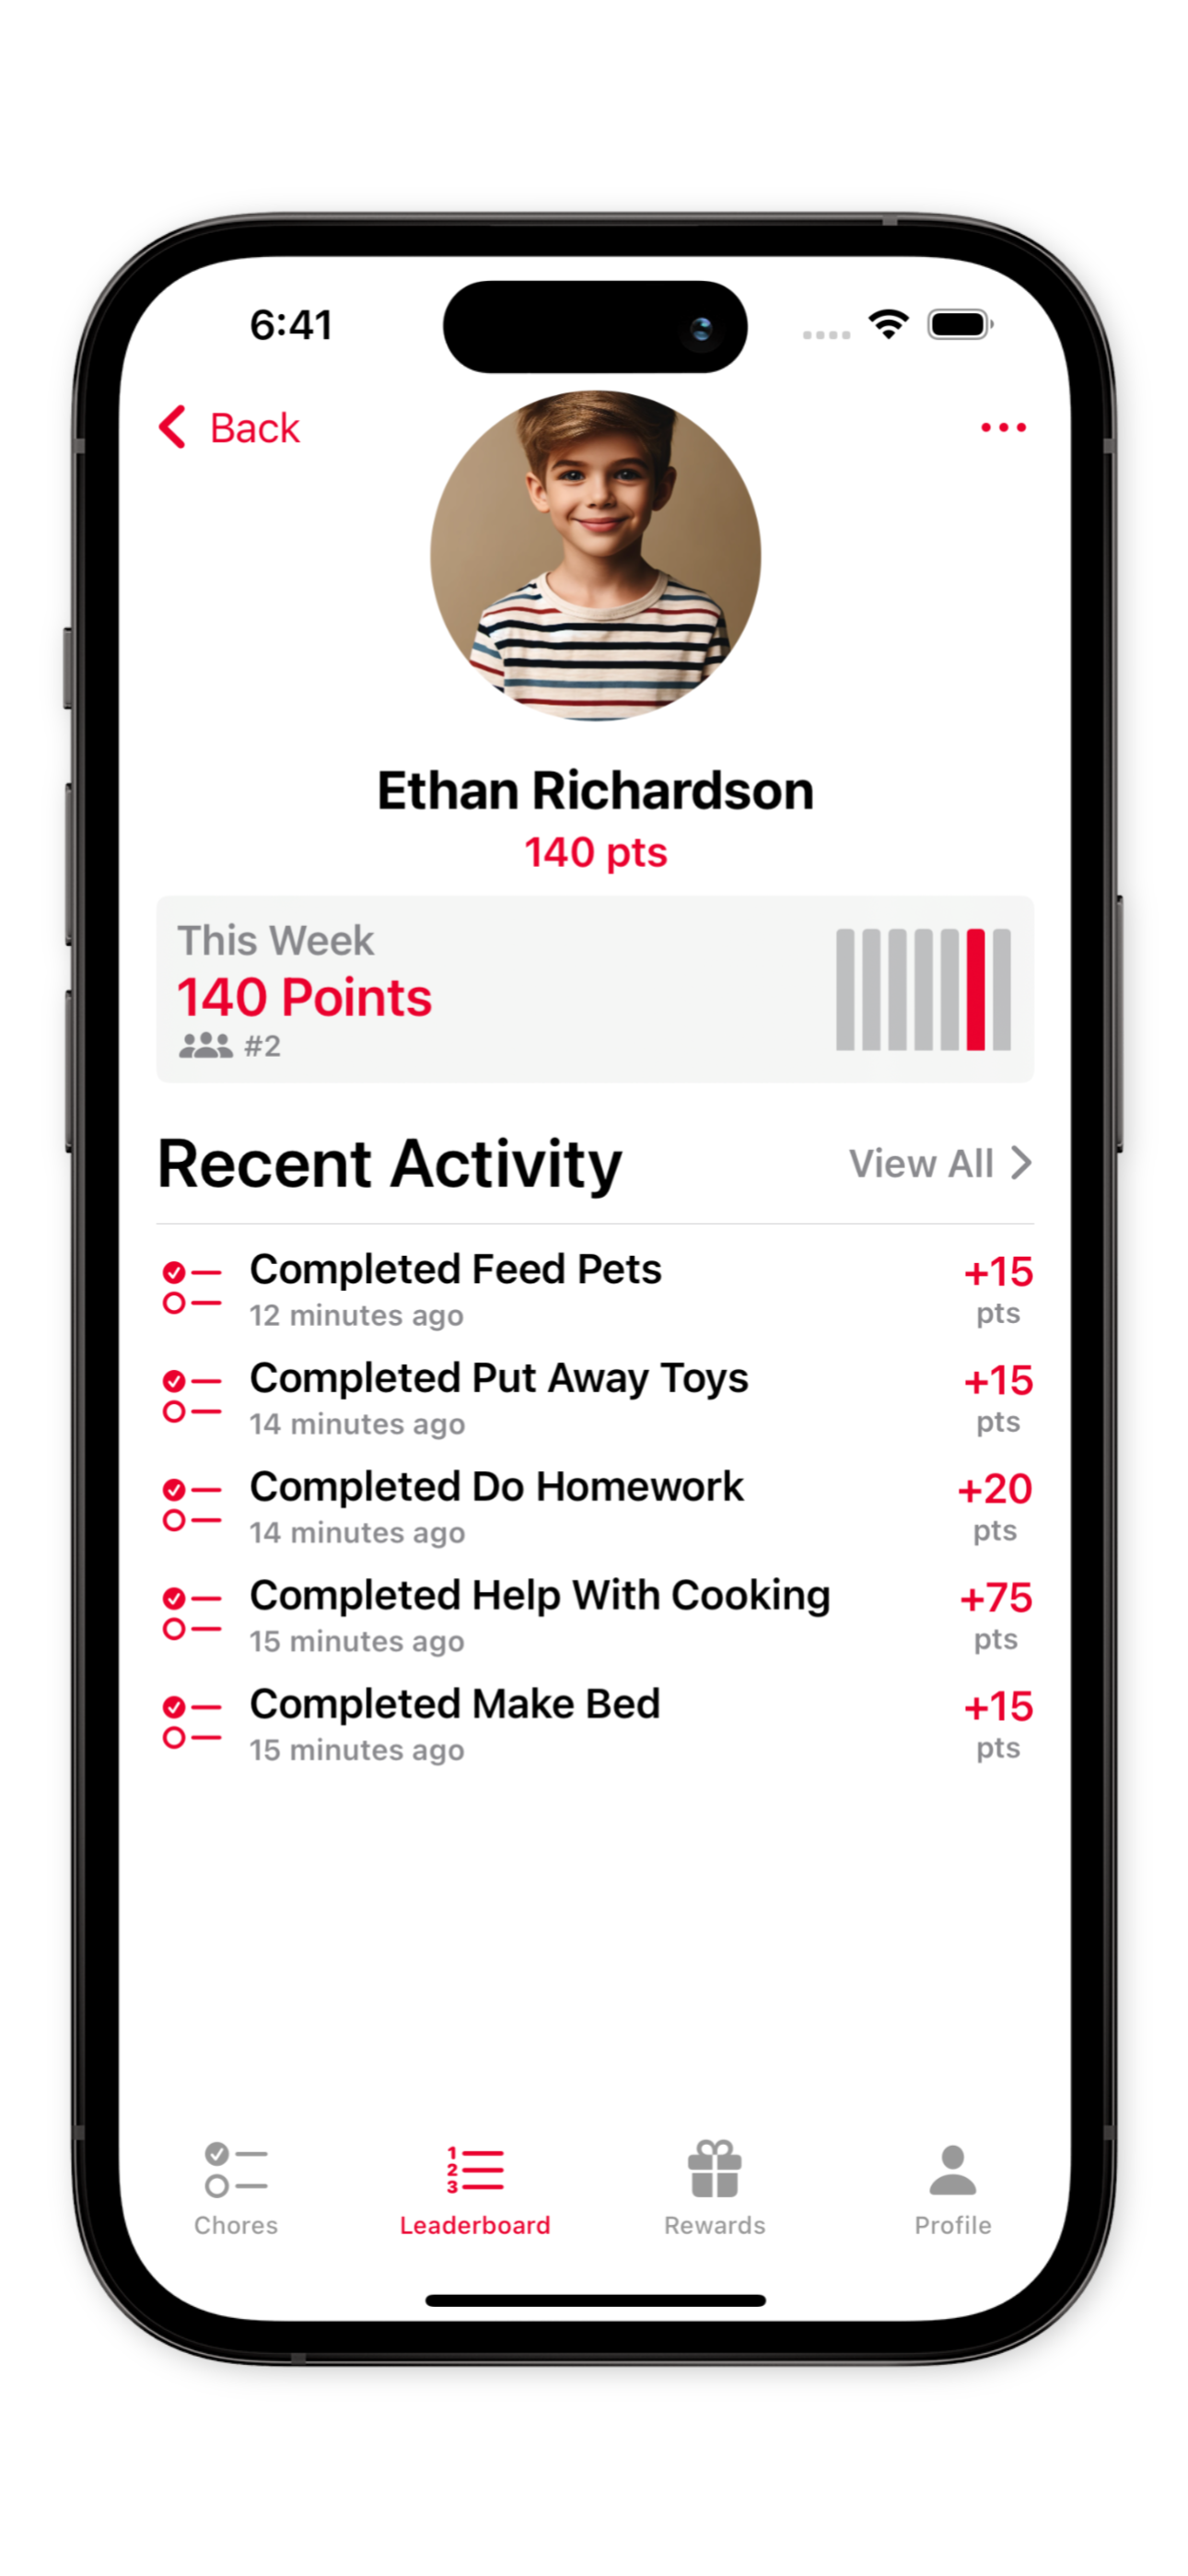 6:41
Back
Ethan Richardson
140 pts
This Week
140 Points
#2
Recent Activity
View All
Completed Feed Pets
12 minutes ago
+15
pts
Completed Put Away Toys
14 minutes ago
+15
pts
Completed Do Homework
14 minutes ago
+20
pts
Completed Help With Cooking
15 minutes ago
+75
pts
Completed Make Bed
15 minutes ago
+15
pts
1
2
3
Chores
Leaderboard
Rewards
Profile